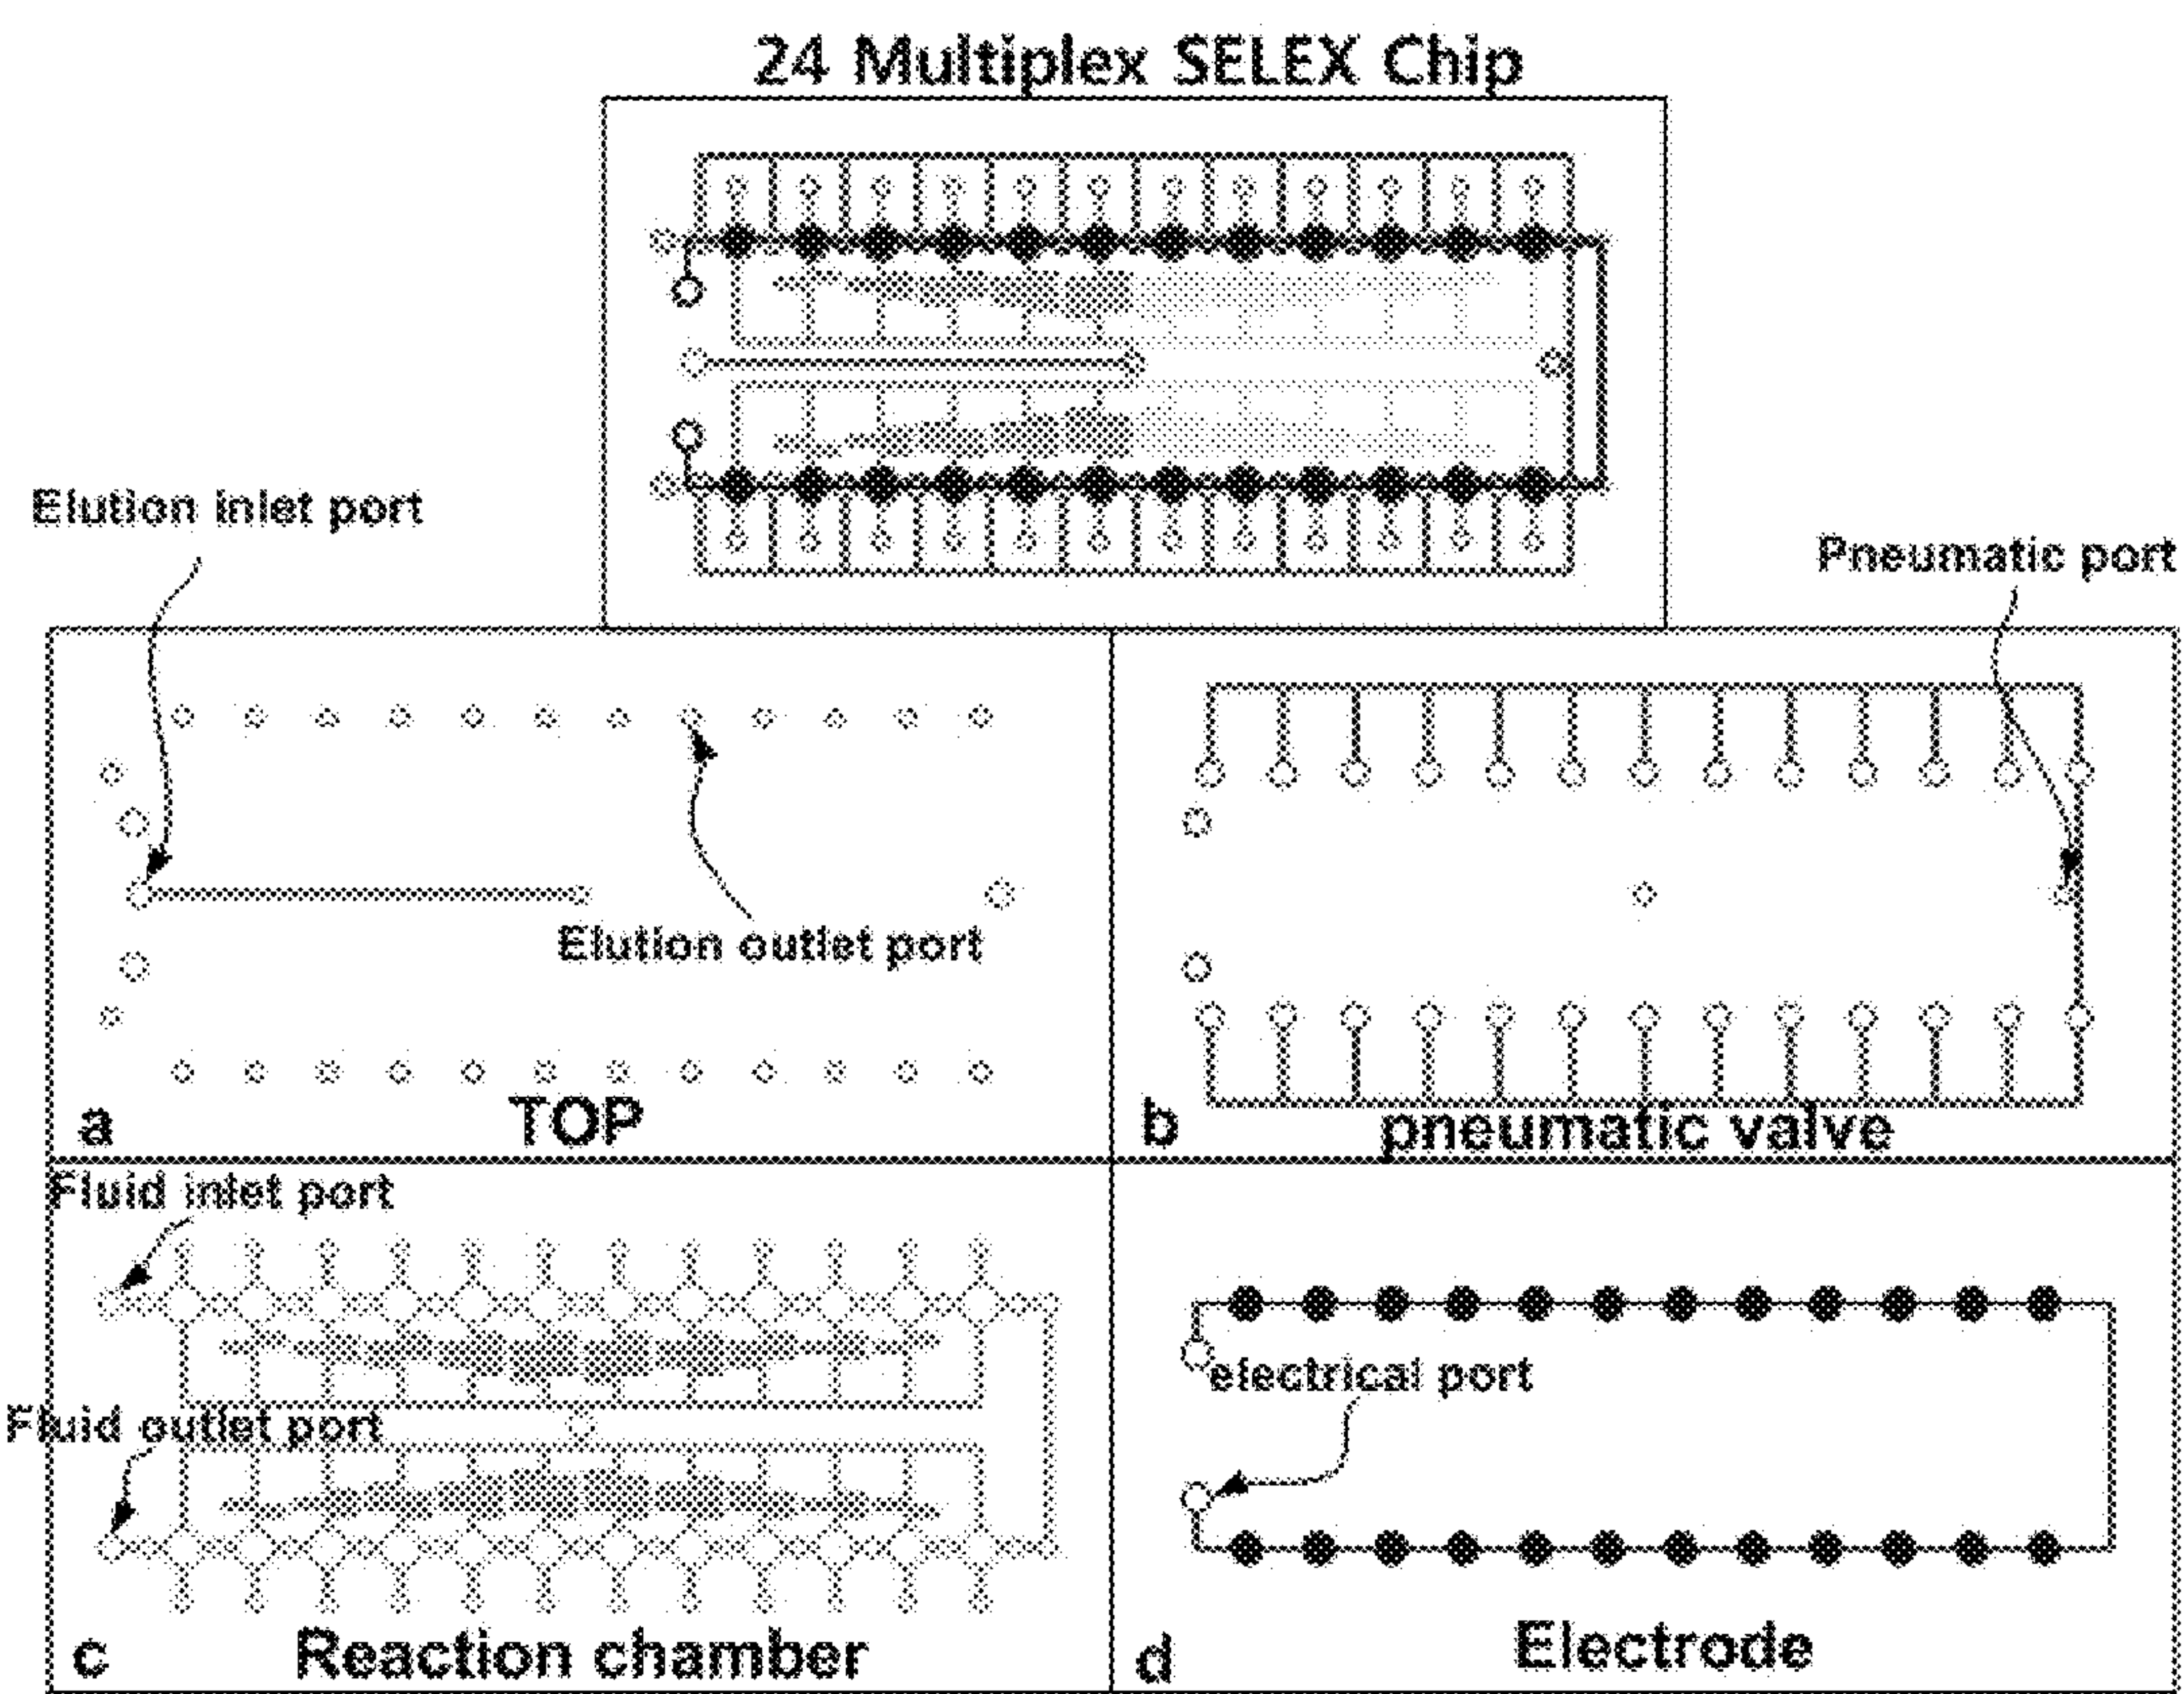 24 Multiplex SELEX Chip
Elution inlet port
Pneumatic port
Elution outlet port
a
TOP
b
pneumatic valve
Fluid inlet port
Fluid outlet port
electrical port
c
Reaction chamber
d
Electrode